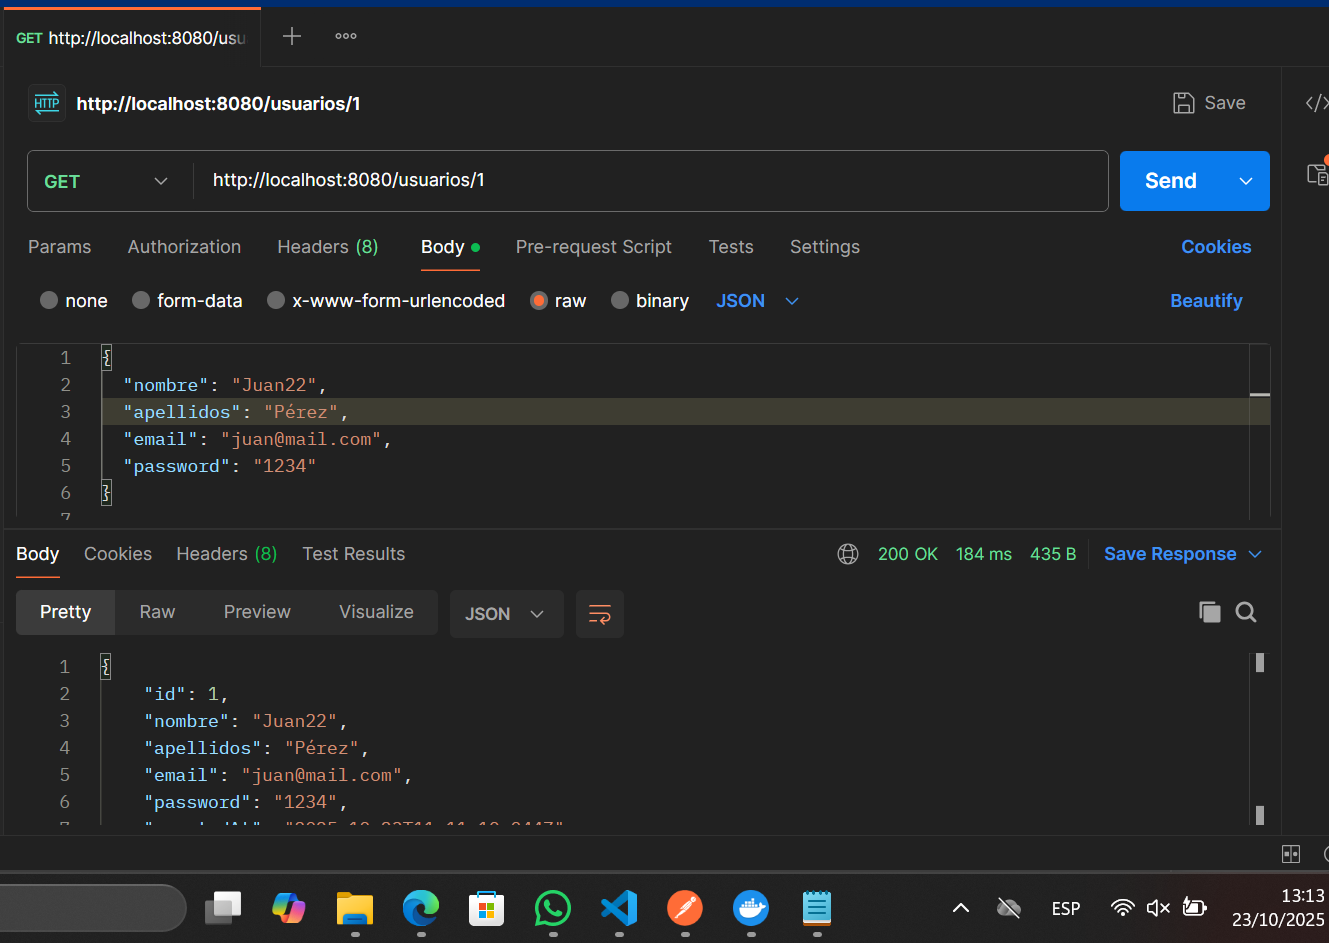 GET http://localhost:8080/usu
HTTP http://localhost:8080/usuarios/1
Save
GET http://localhost:8080/usuarios/1
Send
Params Authorization Headers (8) Body Pre-request Script Tests Settings Cookies
none form-data x-www-form-urlencoded raw binary JSON Beautify
1 {
2 "nombre": "Juan22",
3 "apellidos": "Pérez",
4 "email": "juan@mail.com",
5 "password": "1234"
6 }
7
Body Cookies Headers (8) Test Results 200 OK 184 ms 435 B Save Response
Pretty Raw Preview Visualize JSON
1 {
2 "id": 1,
3 "nombre": "Juan22",
4 "apellidos": "Pérez",
5 "email": "juan@mail.com",
6 "password": "1234",
ESP
13:13
23/10/2025